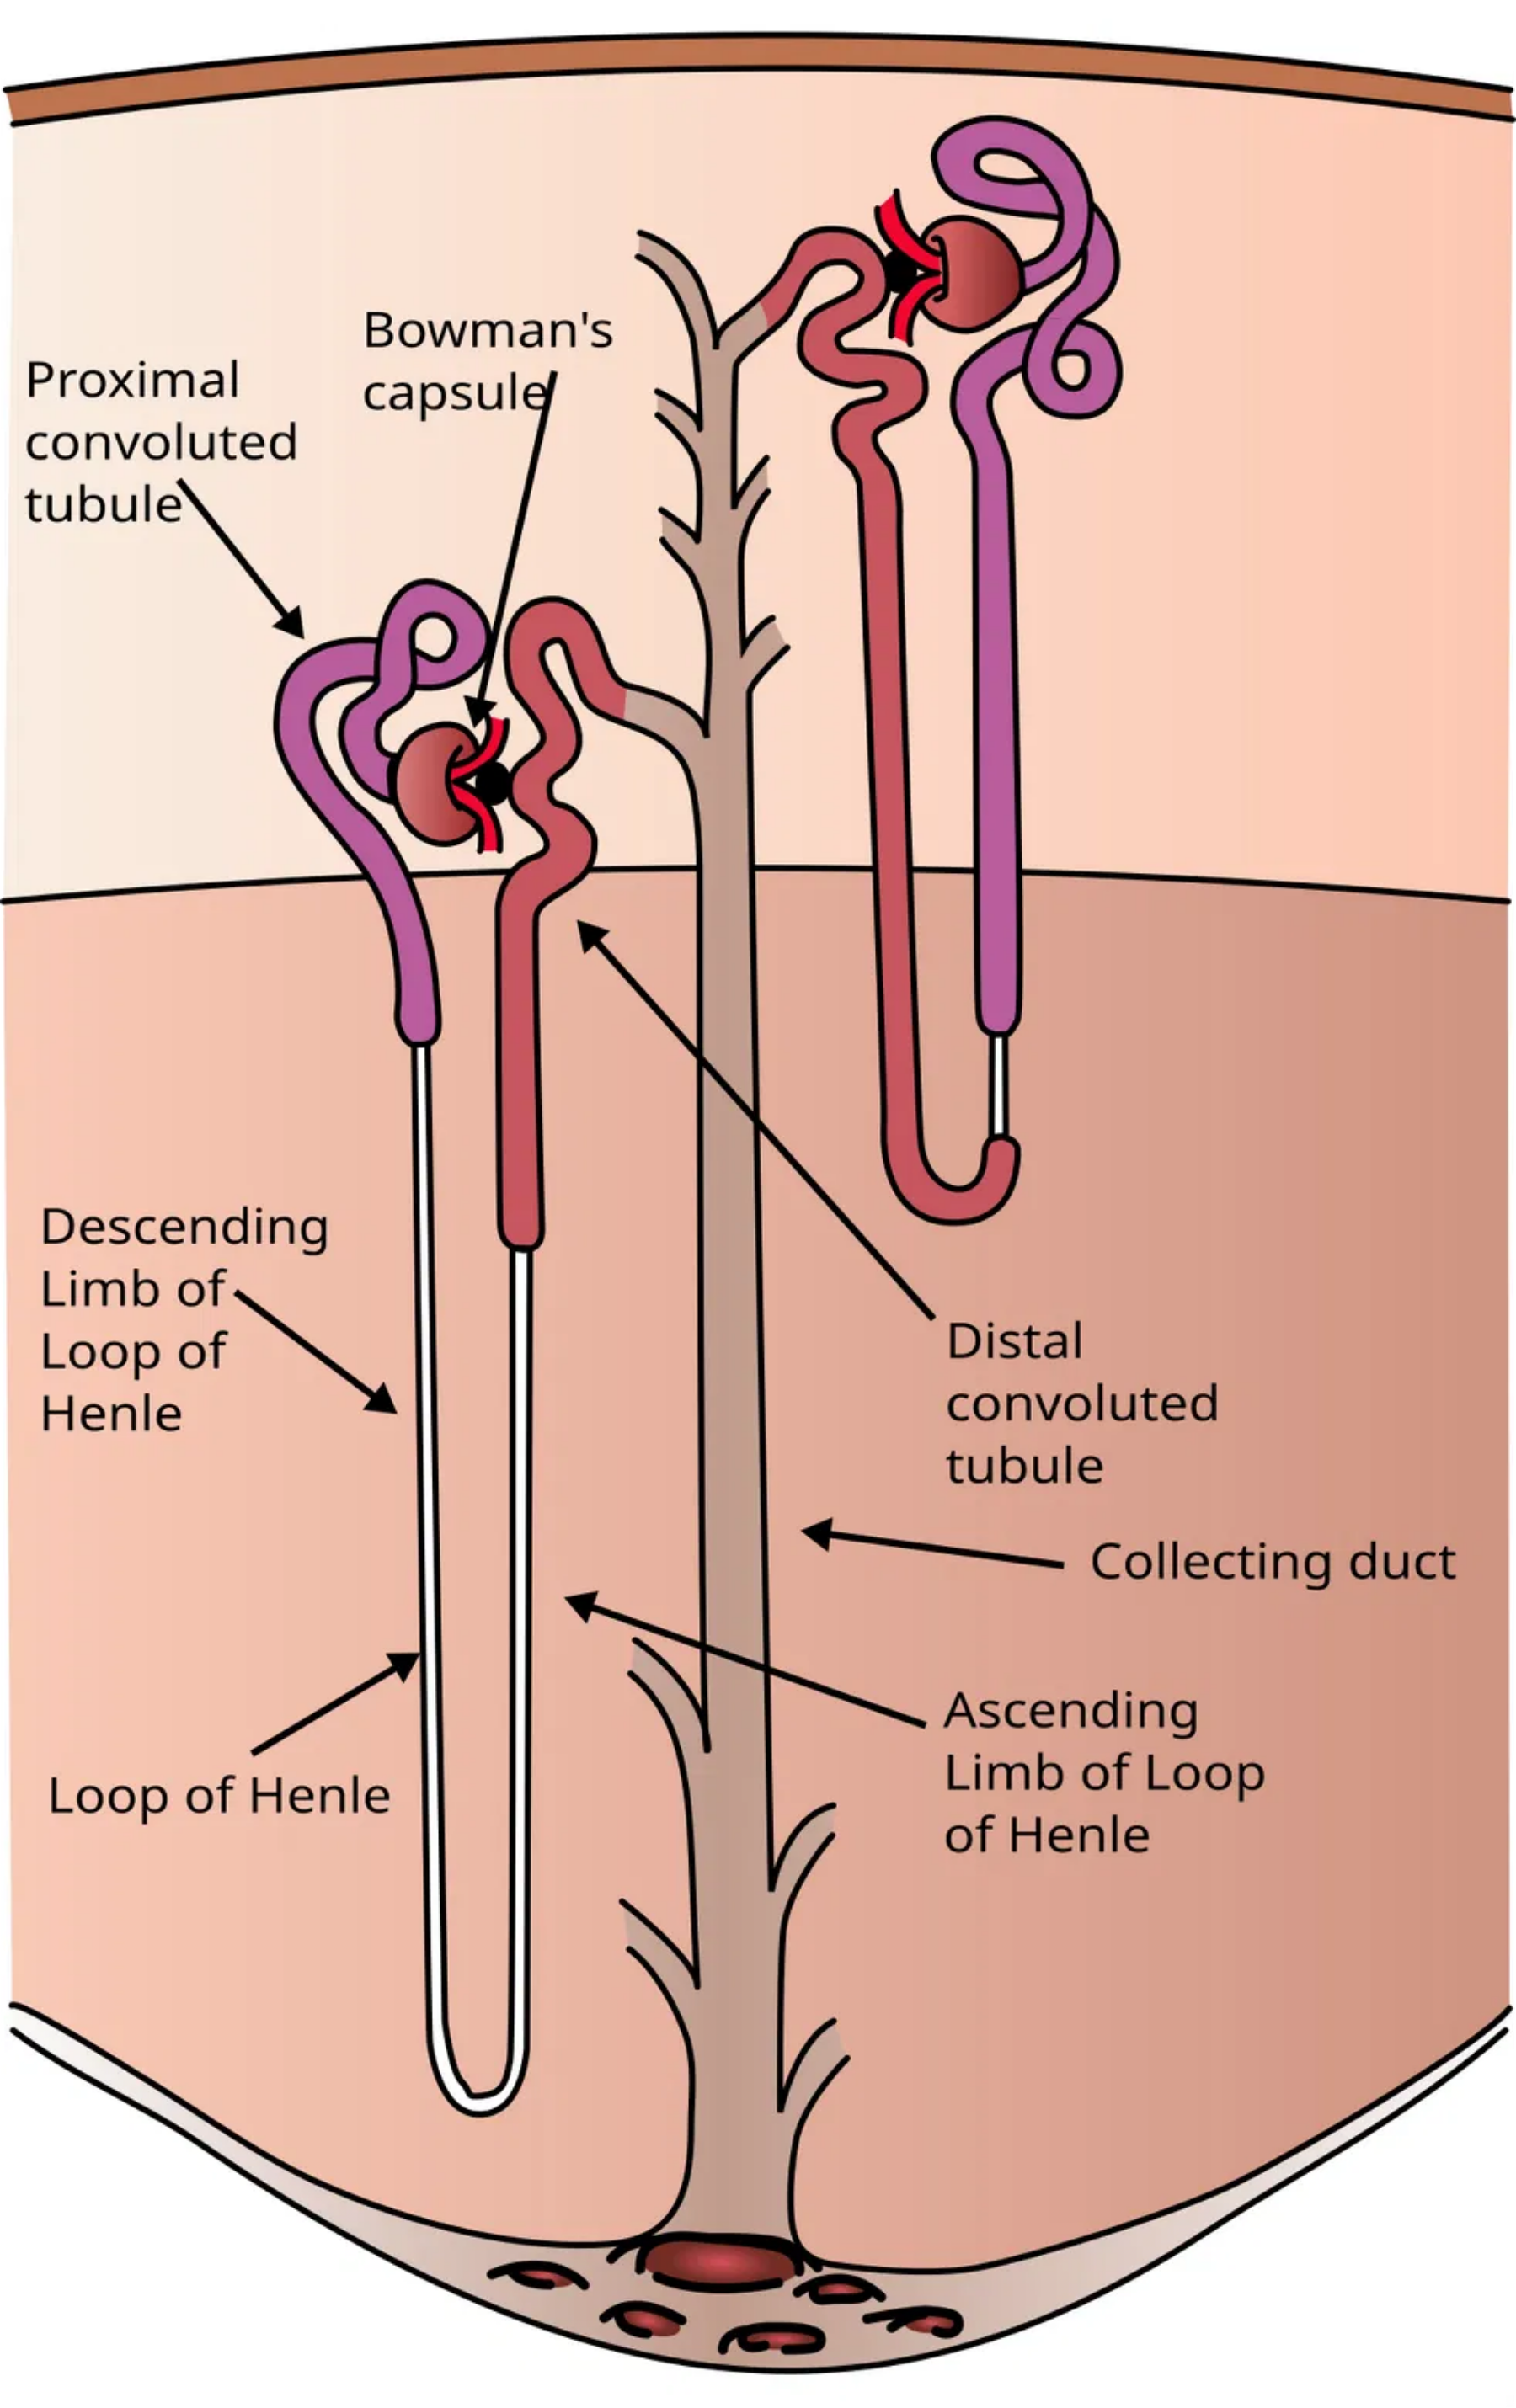 Bowman's
capsule
Proximal
convoluted
tubule
Descending
Limb of
Loop of
Henle
Distal
convoluted
tubule
Collecting duct
Ascending
Limb of Loop
of Henle
Loop of Henle